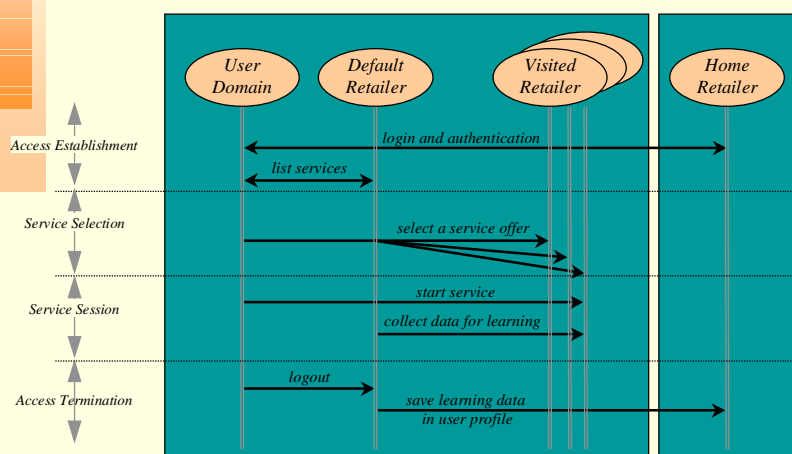 User
Domain
Default
Retailer
Visited
Retailer
Home
Retailer
Access Establishment
login and authentication
list services
Service Selection
select a service offer
Service Session
start service
collect data for learning
Access Termination
logout
save learning data
in user profile